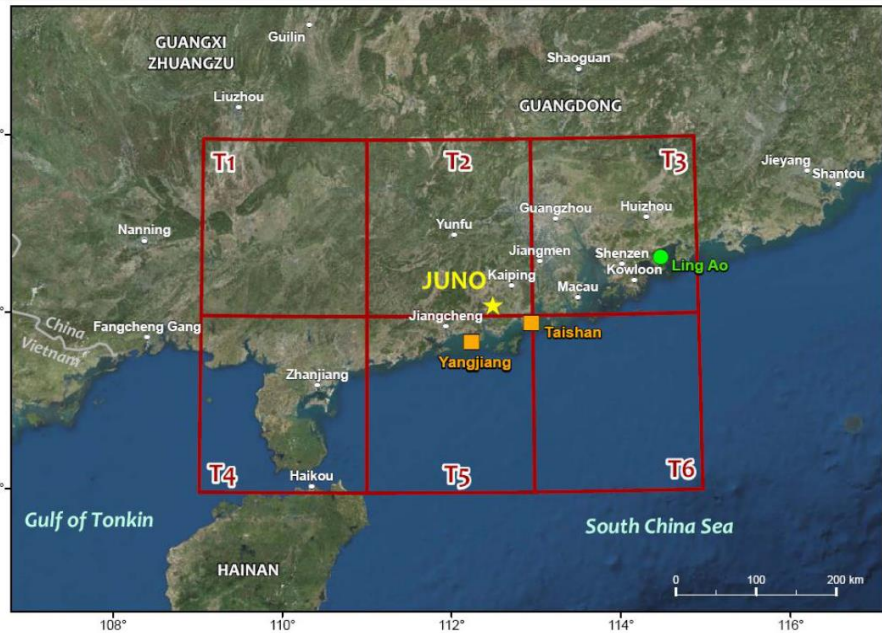 GUANGXI
ZHUANGZU
Guilin
Shaoguan
Liuzhou
GUANGDONG
°
T1
T2
T3
Jieyang
Shantou
Nanning
Yunfu
Guangzhou
Huizhou
Jiangmen
Shenzen
Ling Ao
JUNO
Kaiping
Kowloon
Macau
°
China
Vietnam
Fangcheng Gang
Jiangcheng
Taishan
Yangjiang
Zhanjiang
T4
Haikou
T5
T6
°
Gulf of Tonkin
South China Sea
HAINAN
0 100 200 km
108° 110° 112° 114° 116°